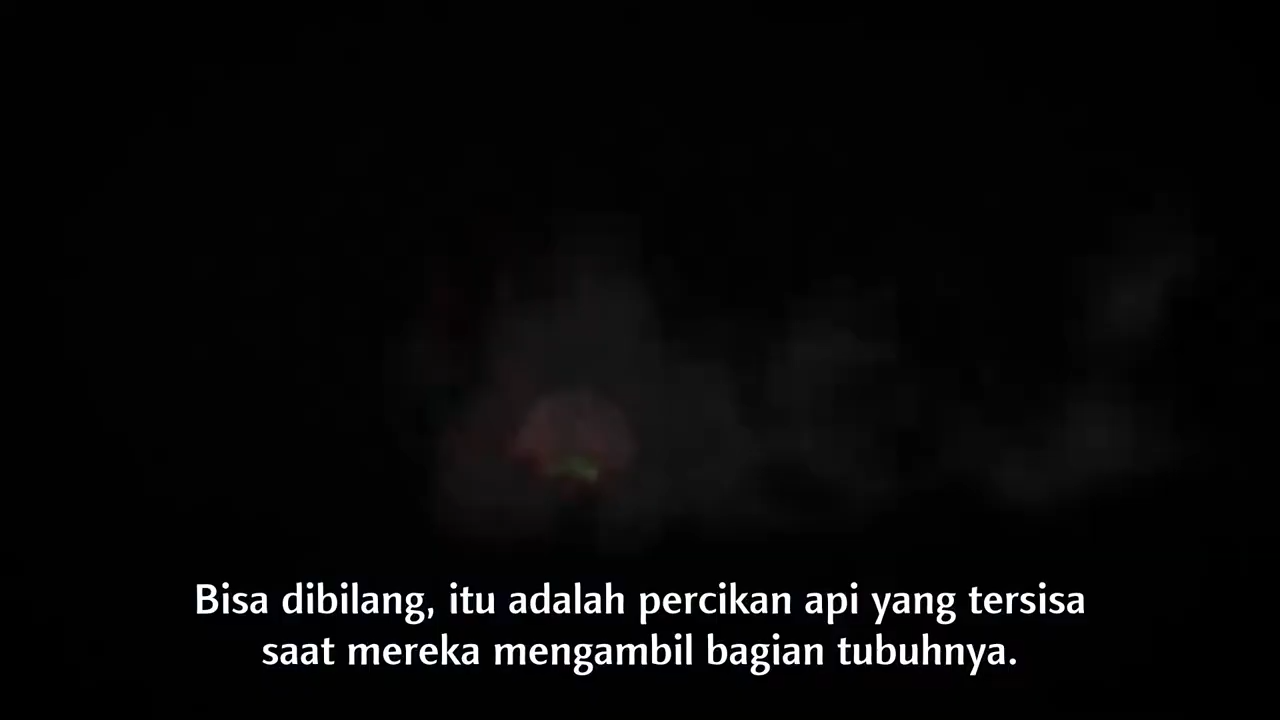 Bisa dibilang, itu adalah percikan api yang tersisa
saat mereka mengambil bagian tubuhnya.